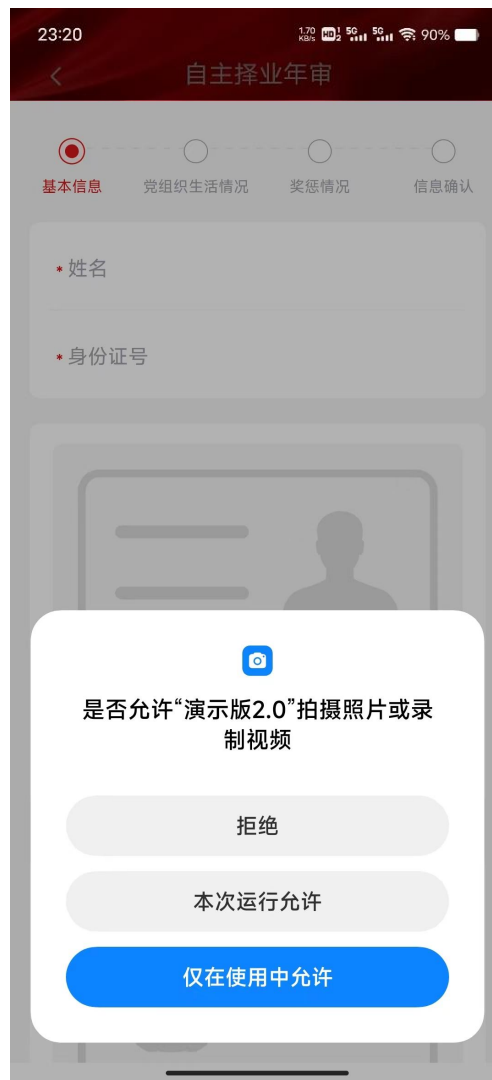 23:20
1.70 KB/s HD 1 2 5G 5G 90%
自主择业年审
基本信息 党组织生活情况 奖惩情况 信息确认
* 姓名
* 身份证号
是否允许“演示版2.0”拍摄照片或录
制视频
拒绝
本次运行允许
仅在使用中允许